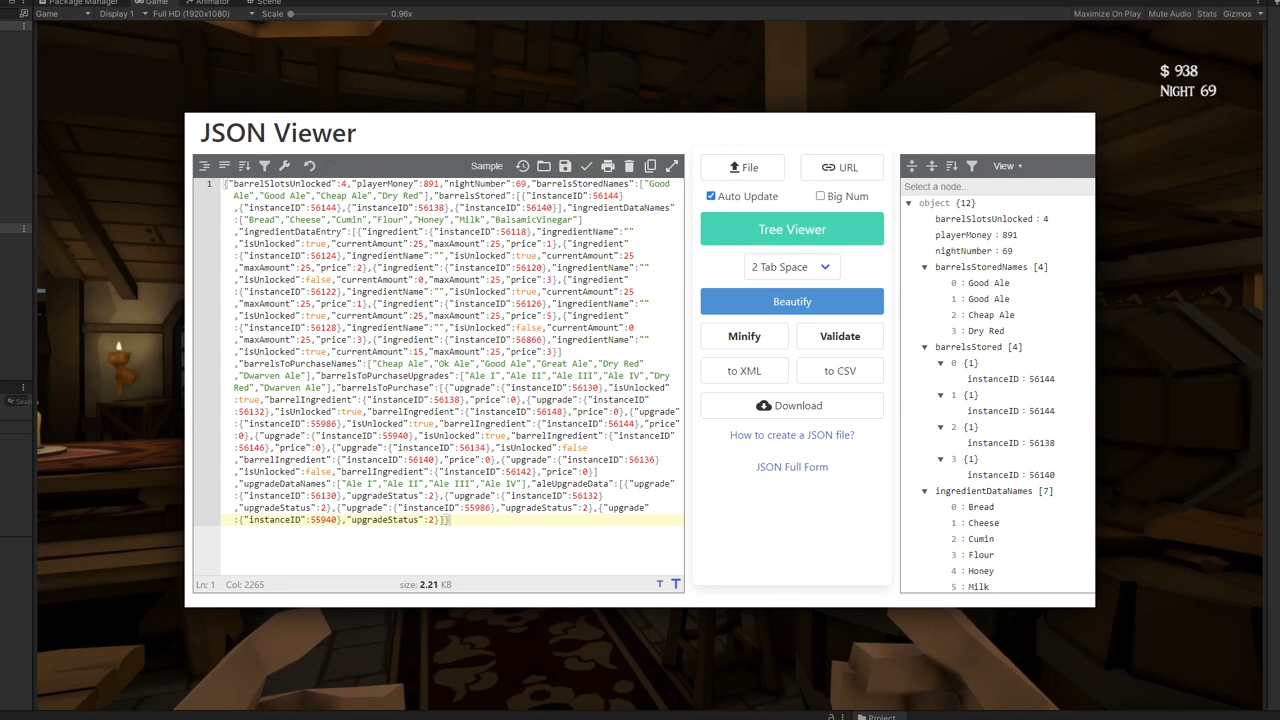 Package Manager
Game
Animator
Scene
Game
Display 1
Full HD (1920x1080)
Scale
0.96x
Maximize On Play
Mute Audio
Stats
Gizmos
$ 938
Night 69
JSON Viewer
Sample
1
{"barrelSlotsUnlocked":4,"playerMoney":891,"nightNumber":69,"barrelsStoredNames":["Good
Ale","Good Ale","Cheap Ale","Dry Red"],"barrelsStored":[{"instanceID":56144}
,{"instanceID":56144},{"instanceID":56138},{"instanceID":56140}],"ingredientDataNames"
:["Bread","Cheese","Cumin","Flour","Honey","Milk","BalsamicVinegar"]
,"ingredientDataEntry":[{"ingredient":{"instanceID":56118},"ingredientName":""
,"isUnlocked":true,"currentAmount":25,"maxAmount":25,"price":1},{"ingredient"
:{"instanceID":56124},"ingredientName":"","isUnlocked":true,"currentAmount":25
,"maxAmount":25,"price":2},{"ingredient":{"instanceID":56120},"ingredientName":""
,"isUnlocked":false,"currentAmount":0,"maxAmount":25,"price":3},{"ingredient"
:{"instanceID":56122},"ingredientName":"","isUnlocked":true,"currentAmount":25
,"maxAmount":25,"price":1},{"ingredient":{"instanceID":56126},"ingredientName":""
,"isUnlocked":true,"currentAmount":25,"maxAmount":25,"price":5},{"ingredient"
:{"instanceID":56128},"ingredientName":"","isUnlocked":false,"currentAmount":0
,"maxAmount":25,"price":3},{"ingredient":{"instanceID":56866},"ingredientName":""
,"isUnlocked":true,"currentAmount":15,"maxAmount":25,"price":3}]
,"barrelsToPurchaseNames":["Cheap Ale","Ok Ale","Good Ale","Great Ale","Dry Red"
,"Dwarven Ale"],"barrelsToPurchaseUpgrades":["Ale I","Ale II","Ale III","Ale IV","Dry
Red","Dwarven Ale"],"barrelsToPurchase":[{"upgrade":{"instanceID":56130},"isUnlocked"
:true,"barrelIngredient":{"instanceID":56138},"price":0},{"upgrade":{"instanceID"
:56132},"isUnlocked":true,"barrelIngredient":{"instanceID":56148},"price":0},{"upgrade"
:{"instanceID":55986},"isUnlocked":true,"barrelIngredient":{"instanceID":56144},"price"
:0},{"upgrade":{"instanceID":55940},"isUnlocked":true,"barrelIngredient":{"instanceID"
:56146},"price":0},{"upgrade":{"instanceID":56134},"isUnlocked":false
,"barrelIngredient":{"instanceID":56140},"price":0},{"upgrade":{"instanceID":56136}
,"isUnlocked":false,"barrelIngredient":{"instanceID":56142},"price":0}]
,"upgradeDataNames":["Ale I","Ale II","Ale III","Ale IV"],"aleUpgradeData":[{"upgrade"
:{"instanceID":56130},"upgradeStatus":2},{"upgrade":{"instanceID":56132}
,"upgradeStatus":2},{"upgrade":{"instanceID":55986},"upgradeStatus":2},{"upgrade"
:{"instanceID":55940},"upgradeStatus":2}]}
Ln: 1 Col: 2265
size: 2.21 KB
T T
File
URL
Auto Update
Big Num
Tree Viewer
2 Tab Space
Beautify
Minify
Validate
to XML
to CSV
Download
How to create a JSON file?
JSON Full Form
View
Select a node...
object {12}
barrelSlotsUnlocked : 4
playerMoney : 891
nightNumber : 69
barrelsStoredNames [4]
0 : Good Ale
1 : Good Ale
2 : Cheap Ale
3 : Dry Red
barrelsStored [4]
0 {1}
instanceID : 56144
1 {1}
instanceID : 56144
2 {1}
instanceID : 56138
3 {1}
instanceID : 56140
ingredientDataNames [7]
0 : Bread
1 : Cheese
2 : Cumin
3 : Flour
4 : Honey
5 : Milk
Project